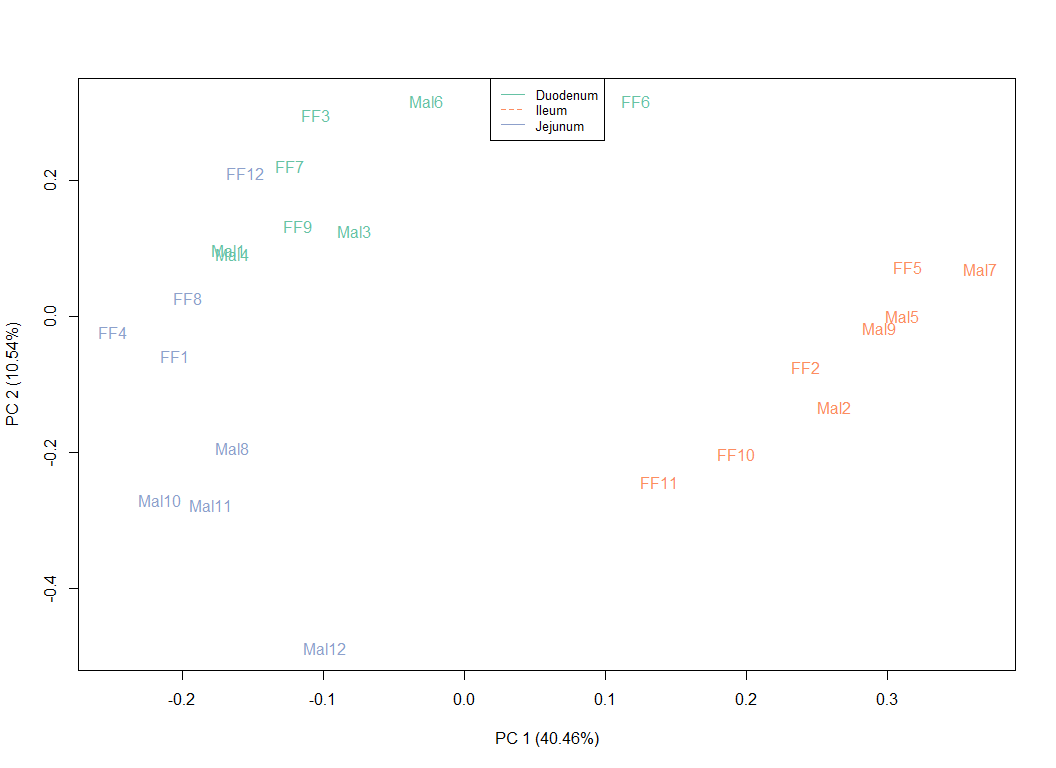 Duodenum
Ileum
Jejunum
Mal6
FF6
FF3
FF7
FF12
FF9
Mal3
Mal1
Mal4
FF5
Mal7
FF8
Mal5
Mal9
FF4
FF1
FF2
Mal2
Mal8
FF10
FF11
Mal10
Mal11
Mal12
0.2
0.0
-0.2
-0.4
PC 2 (10.54%)
-0.2 -0.1 0.0 0.1 0.2 0.3
PC 1 (40.46%)